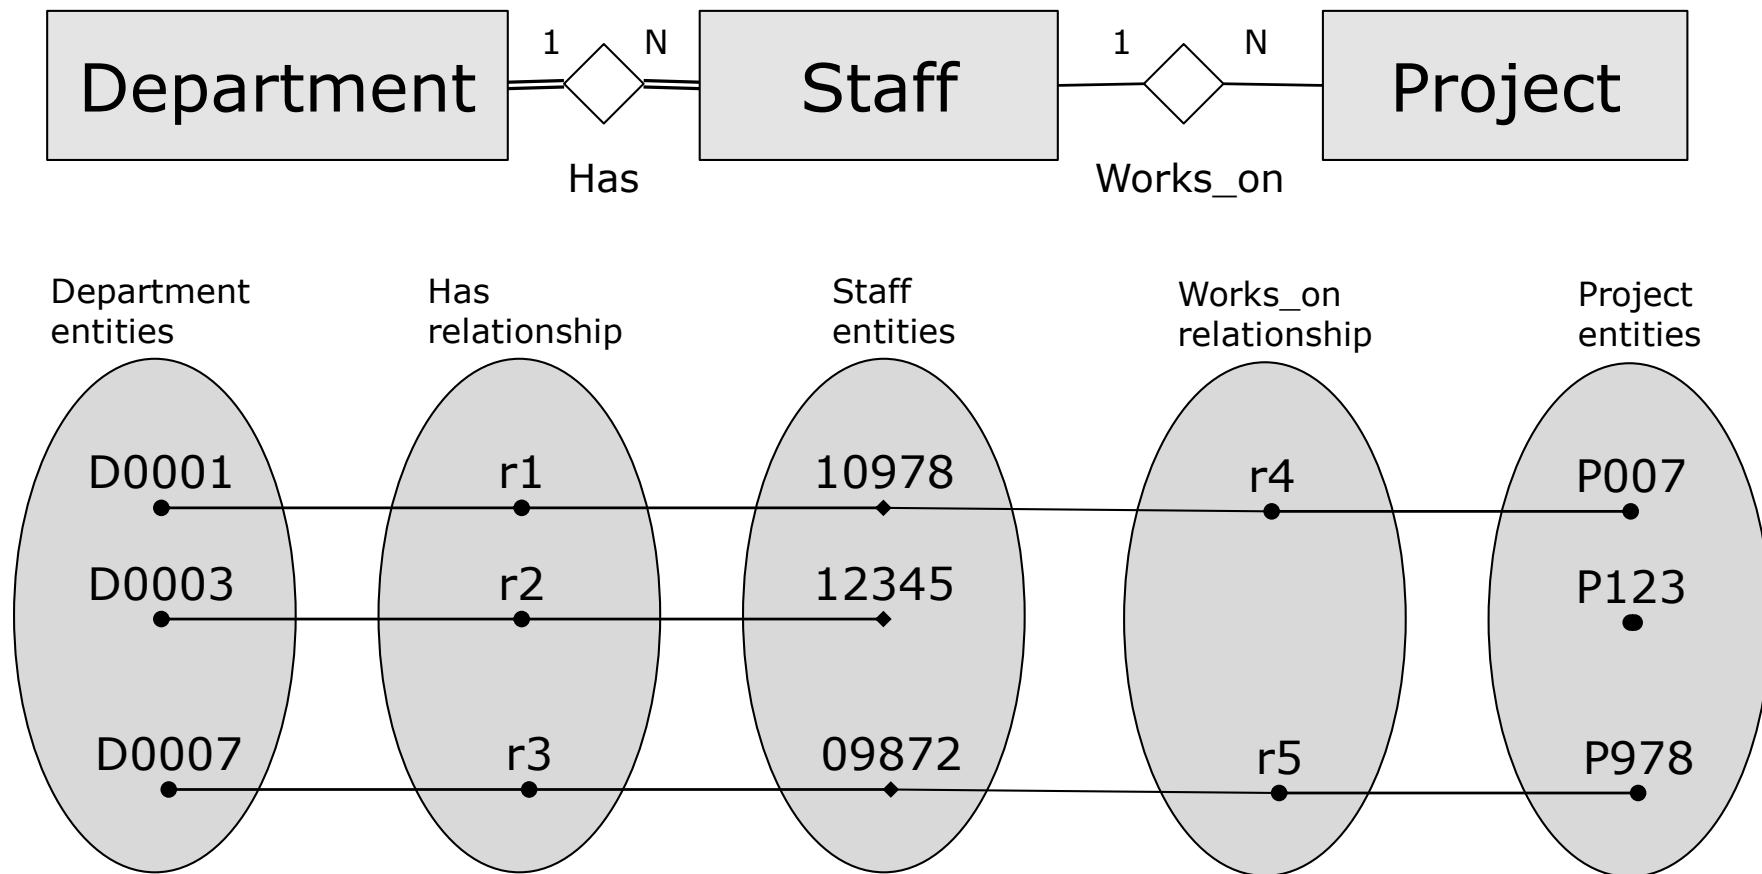 Department
1
N
Has
Staff
1
N
Works_on
Project
Department
entities
Has
relationship
Staff
entities
Works_on
relationship
Project
entities
D0001
r1
10978
r4
P007
D0003
r2
12345
P123
D0007
r3
09872
r5
P978